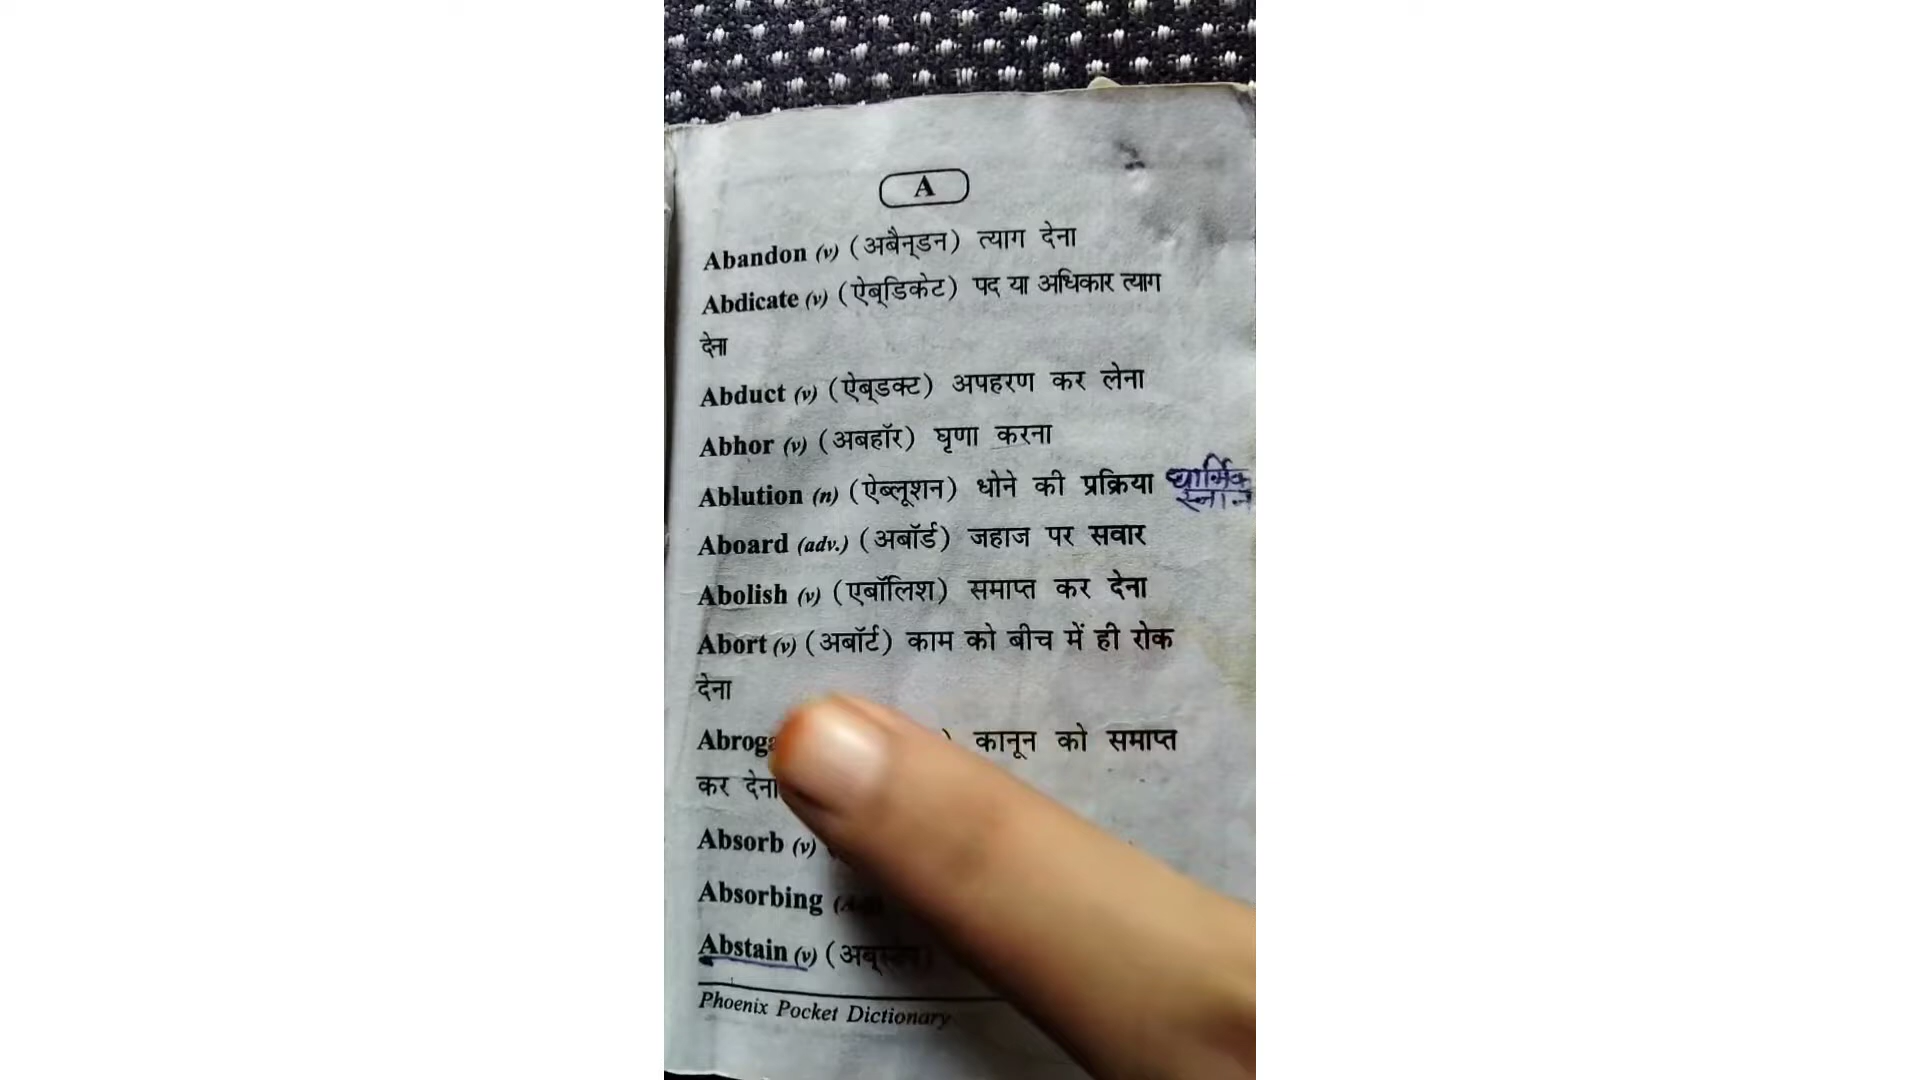 A
Abandon (v) (अबैन्डन) त्याग देना
Abdicate (v) (ऐब्डिकेट) पद या अधिकार त्याग
देना
Abduct (v) (ऐब्डक्ट) अपहरण कर लेना
Abhor (v) (अबहॉर) घृणा करना
Ablution (n) (ऐब्लूशन) धोने की प्रक्रिया धार्मिक
स्नान
Aboard (adv.) (अबॉर्ड) जहाज पर सवार
Abolish (v) (एबॉलिश) समाप्त कर देना
Abort (v) (अबॉर्ट) काम को बीच में ही रोक
देना
कानून को समाप्त
कर देना
Absorb (v)
Absorbing
Abstain (v)
Phoenix Pocket Dictionary